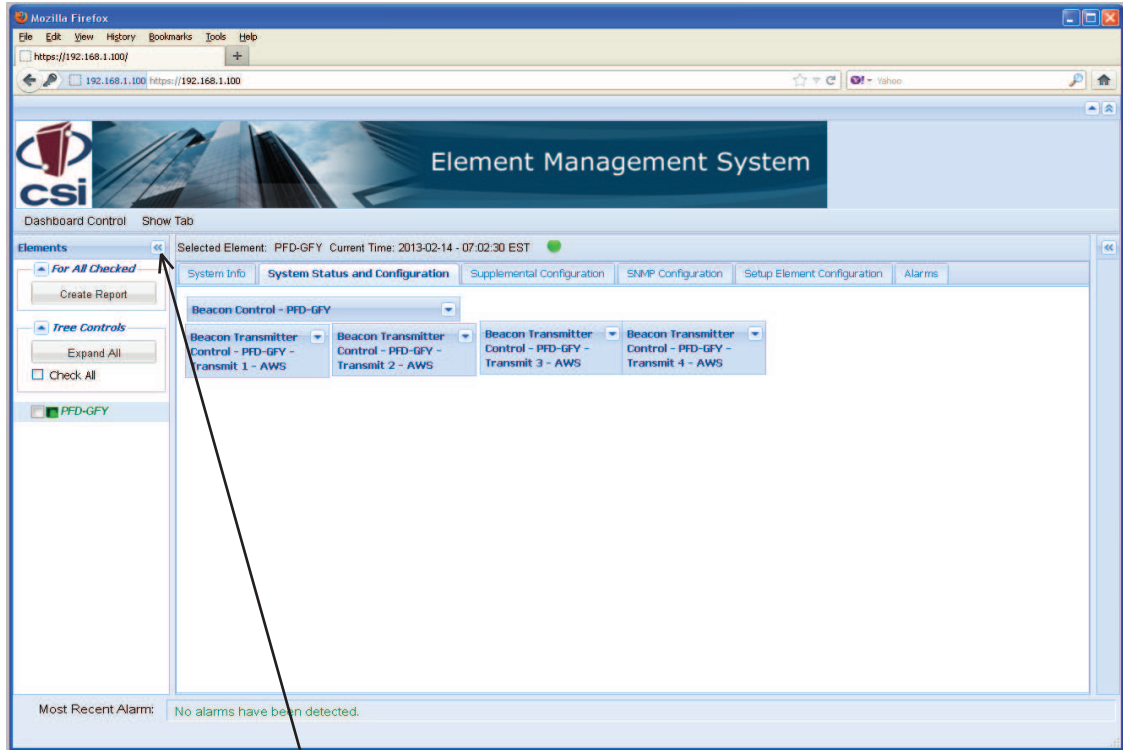 Mozilla Firefox
File Edit View History Bookmarks Tools Help
https://192.168.1.100/
192.168.1.100 https://192.168.1.100
Yahoo
csi
Element Management System
Dashboard Control Show Tab
Elements
Selected Element: PFD-GFY Current Time: 2013-02-14 - 07:02:30 EST
For All Checked
Create Report
Tree Controls
Expand All
Check All
PFD-GFY
System Info System Status and Configuration Supplemental Configuration SNMP Configuration Setup Element Configuration Alarms
Beacon Control - PFD-GFY
Beacon Transmitter Control - PFD-GFY - Transmit 1 - AWS
Beacon Transmitter Control - PFD-GFY - Transmit 2 - AWS
Beacon Transmitter Control - PFD-GFY - Transmit 3 - AWS
Beacon Transmitter Control - PFD-GFY - Transmit 4 - AWS
Most Recent Alarm: No alarms have been detected.